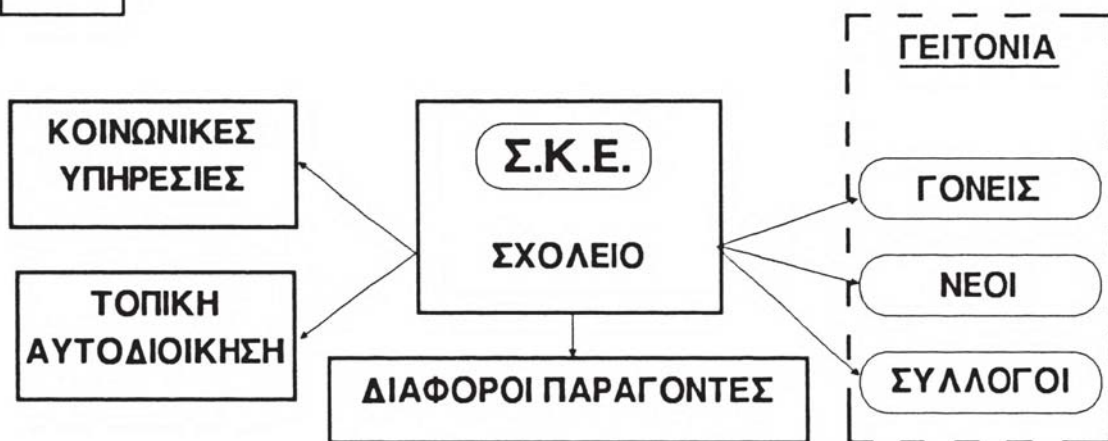 ΓΕΙΤΟΝΙΑ
ΚΟΙΝΩΝΙΚΕΣ
ΥΠΗΡΕΣΙΕΣ
Σ.Κ.Ε.
ΣΧΟΛΕΙΟ
ΓΟΝΕΙΣ
ΝΕΟΙ
ΤΟΠΙΚΗ
ΑΥΤΟΔΙΟΙΚΗΣΗ
ΔΙΑΦΟΡΟΙ ΠΑΡΑΓΟΝΤΕΣ
ΣΥΛΛΟΓΟΙ